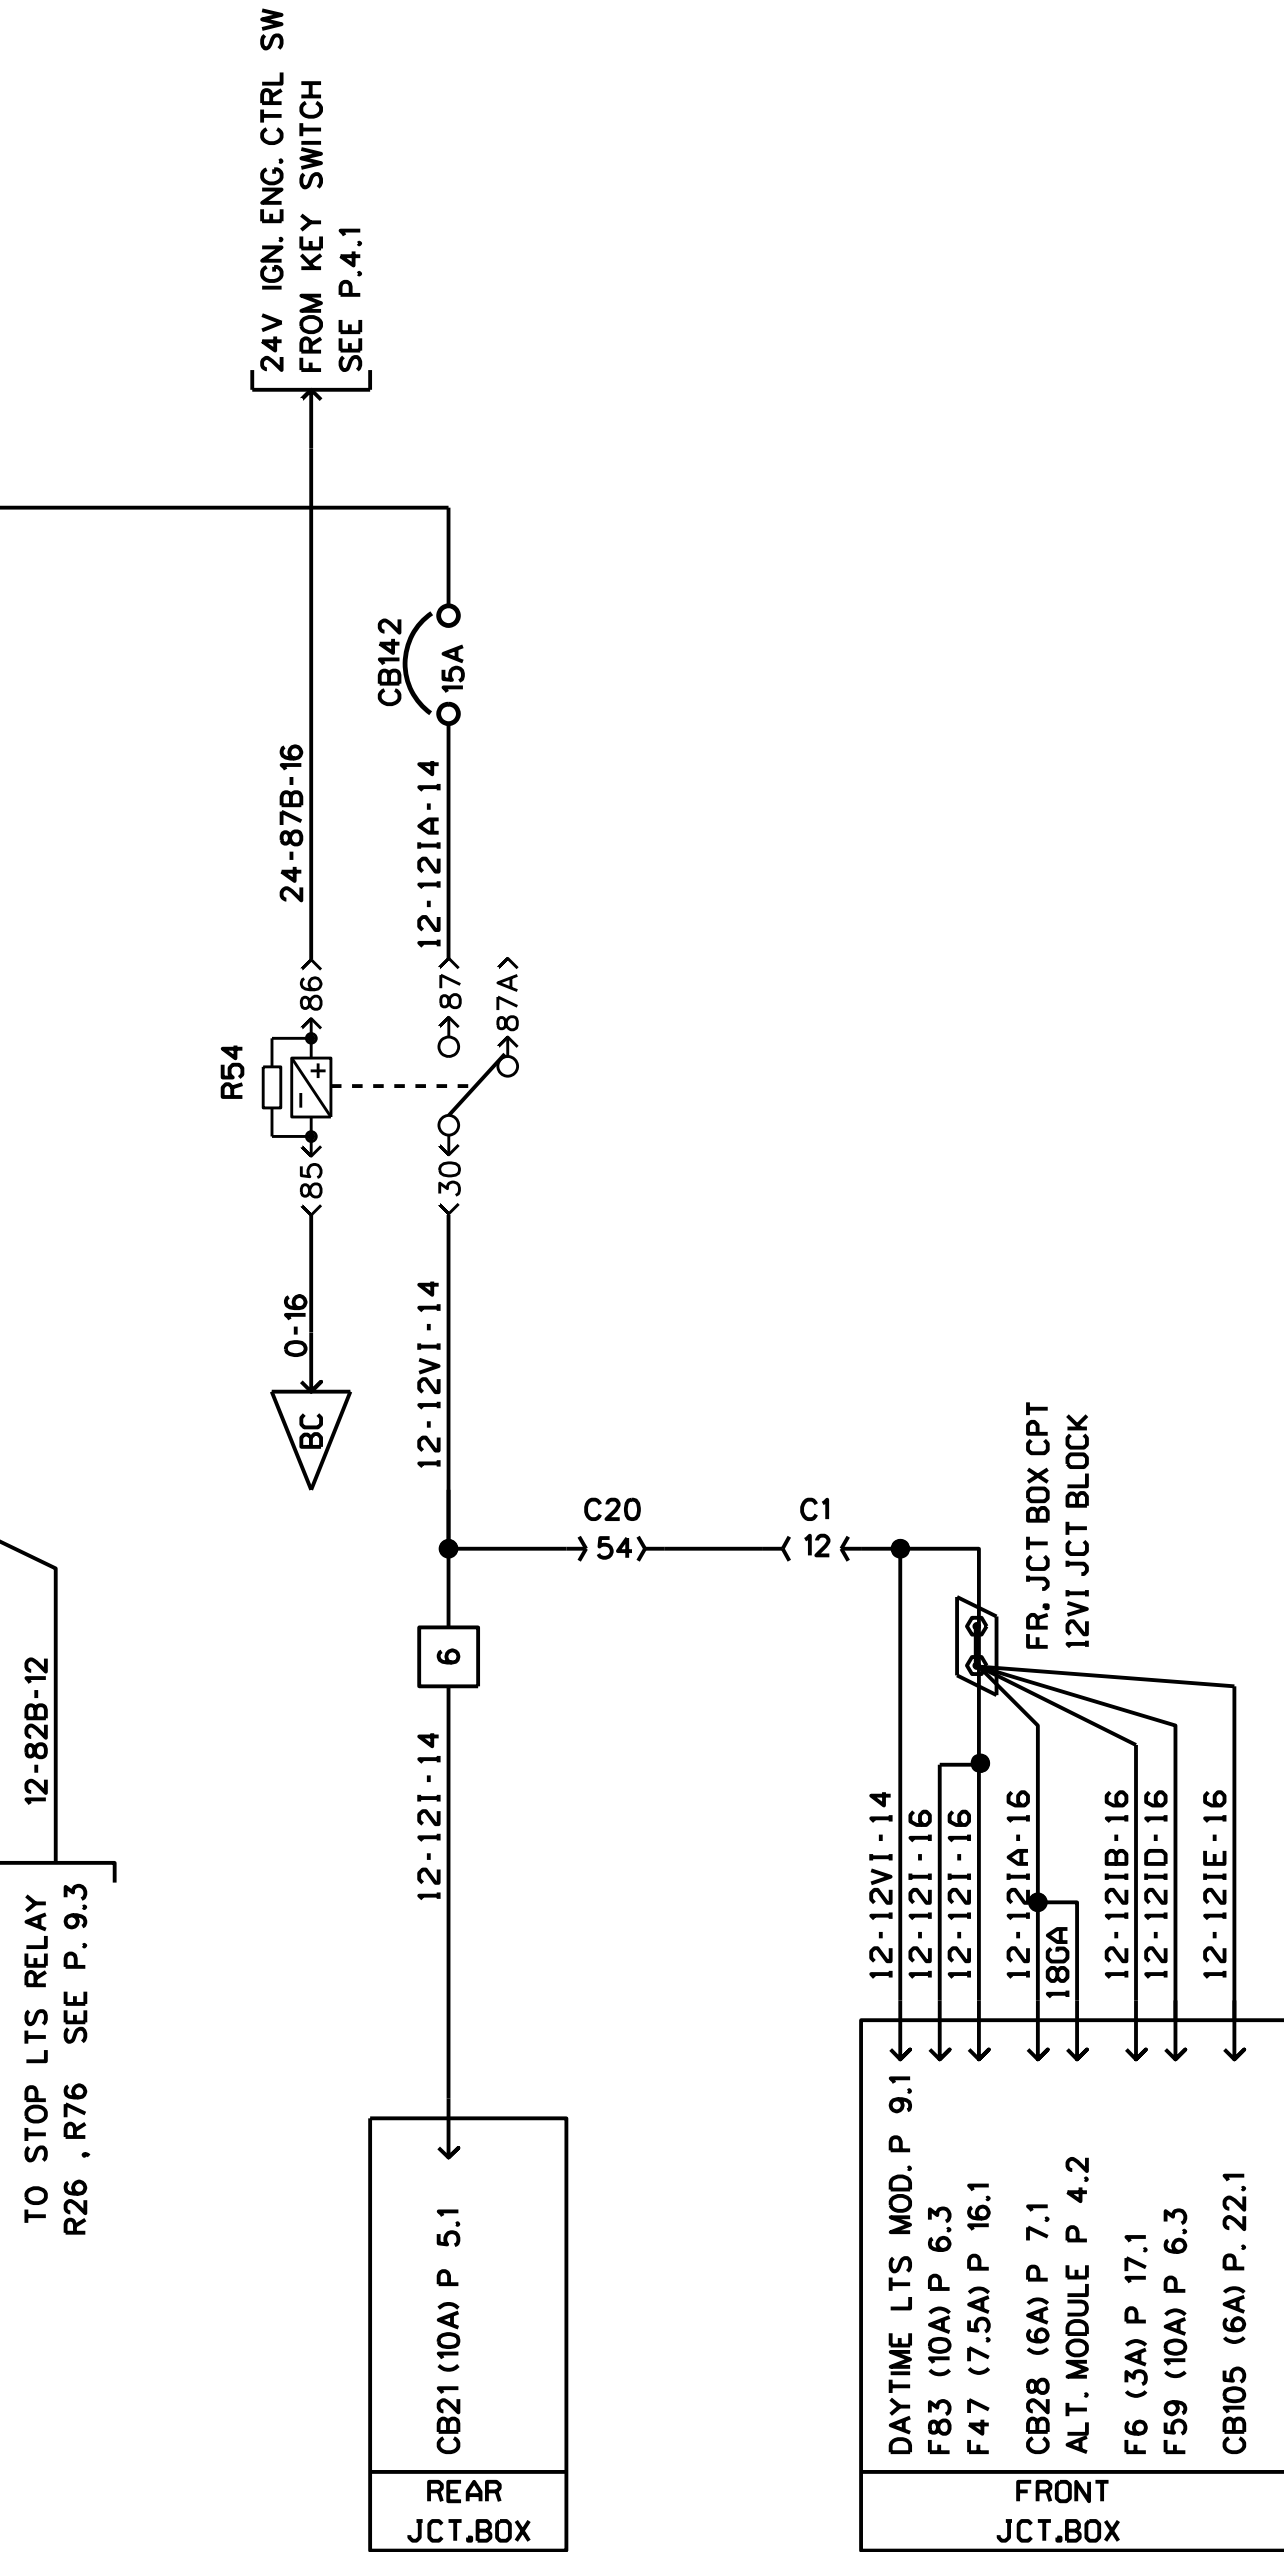 24V IGN. ENG. CTRL SW
FROM KEY SWITCH
SEE P.4.1
CB142
15A
24-87B-16
12-12IA-14
R54
86
87
87A
+
-
85
30
0-16
12-12VI-14
BC
C20
54
C1
12
FR. JCT BOX CPT
12VI JCT BLOCK
6
12-82B-12
12-12I-14
12-12VI-14
12-12I-16
12-12I-16
12-12IA-16
18GA
12-12IB-16
12-12ID-16
12-12IE-16
TO STOP LTS RELAY
R26 , R76 SEE P. 9.3
CB21 (10A) P 5.1
REAR
JCT.BOX
DAYTIME LTS MOD. P 9.1
F83 (10A) P 6.3
F47 (7.5A) P 16.1
CB28 (6A) P 7.1
ALT. MODULE P 4.2
F6 (3A) P 17.1
F59 (10A) P 6.3
CB105 (6A) P. 22.1
FRONT
JCT.BOX